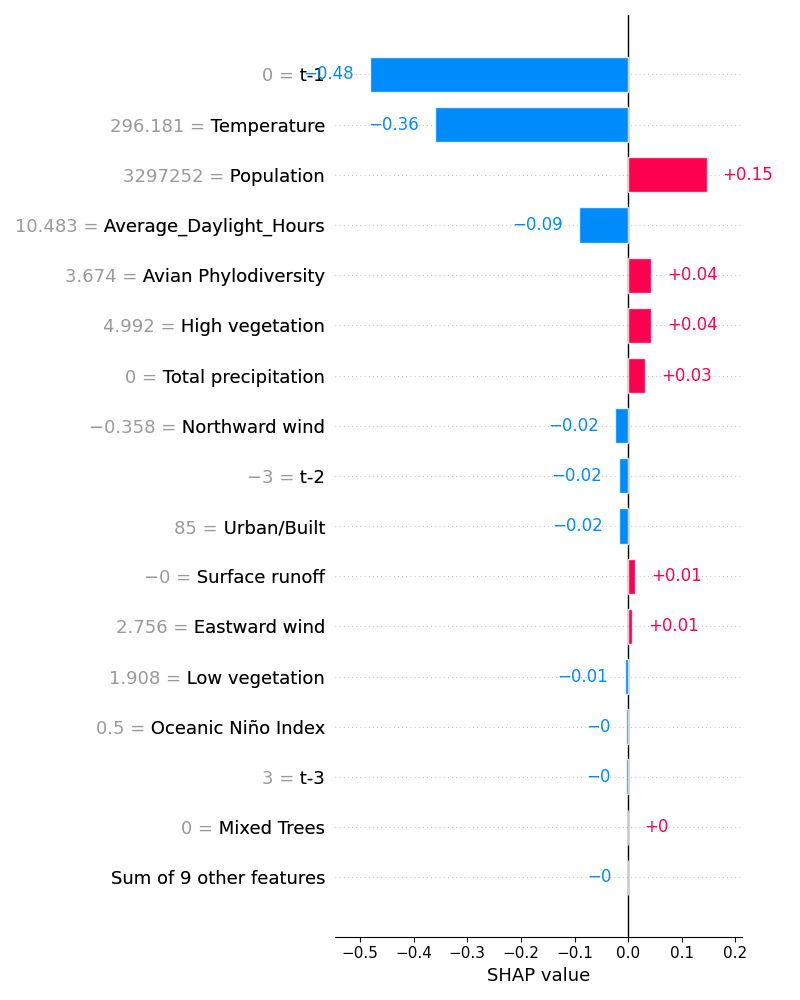 0 = t-1 −0.48
296.181 = Temperature −0.36
3297252 = Population +0.15
10.483 = Average_Daylight_Hours −0.09
3.674 = Avian Phylodiversity +0.04
4.992 = High vegetation +0.04
0 = Total precipitation +0.03
−0.358 = Northward wind −0.02
−3 = t-2 −0.02
85 = Urban/Built −0.02
−0 = Surface runoff +0.01
2.756 = Eastward wind +0.01
1.908 = Low vegetation −0.01
0.5 = Oceanic Niño Index −0
3 = t-3 −0
0 = Mixed Trees +0
Sum of 9 other features −0
−0.5 −0.4 −0.3 −0.2 −0.1 0.0 0.1 0.2
SHAP value